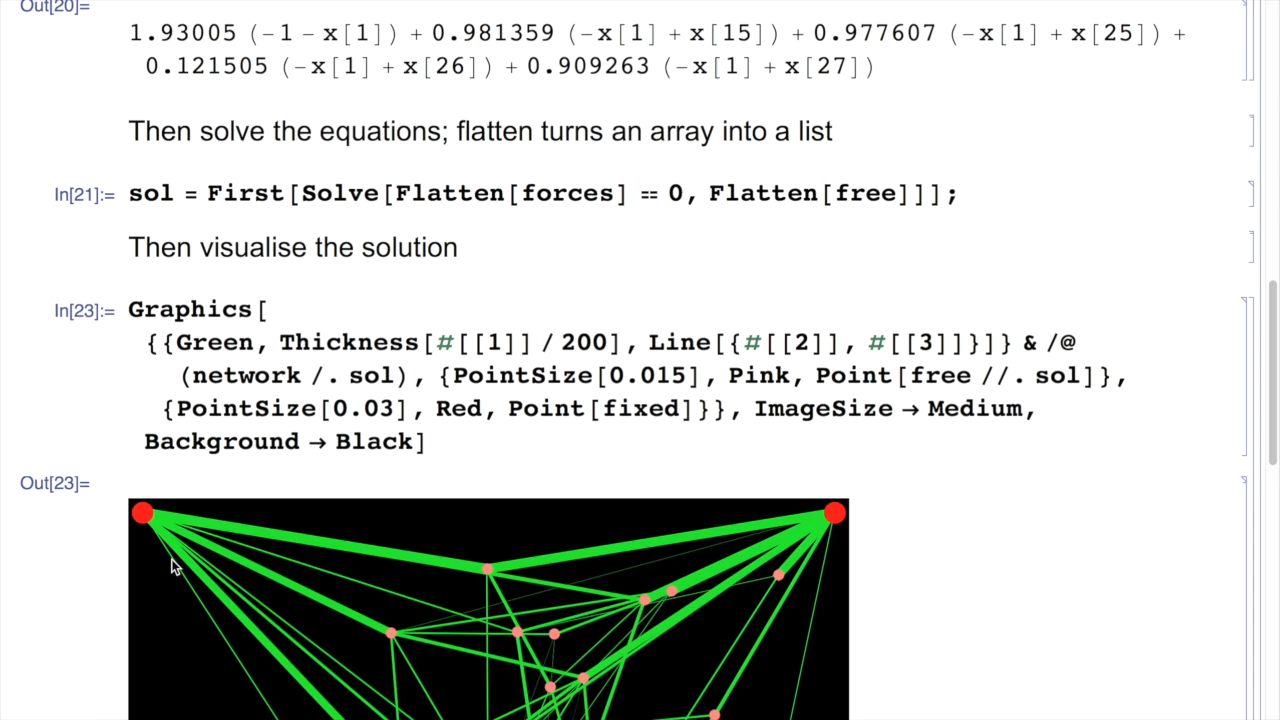 Out[20]=
1.93005 (-1 - x[1]) + 0.981359 (-x[1] + x[15]) + 0.977607 (-x[1] + x[25]) +
0.121505 (-x[1] + x[26]) + 0.909263 (-x[1] + x[27])
Then solve the equations; flatten turns an array into a list
In[21]:= sol = First[Solve[Flatten[forces] == 0, Flatten[free]]];
Then visualise the solution
In[23]:= Graphics[
{{Green, Thickness[#[[1]] / 200], Line[{#[[2]], #[[3]]}]} & /@
(network /. sol), {PointSize[0.015], Pink, Point[free //. sol]},
{PointSize[0.03], Red, Point[fixed]}}, ImageSize → Medium,
Background → Black]
Out[23]=